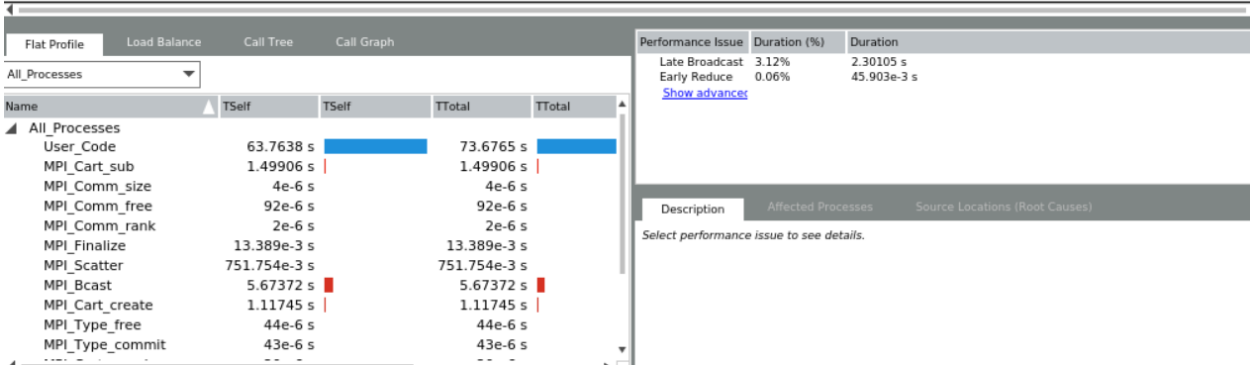 Flat Profile Load Balance Call Tree Call Graph
All_Processes
Name TSelf TSelf TTotal TTotal
All_Processes
User_Code 63.7638 s 73.6765 s
MPI_Cart_sub 1.49906 s 1.49906 s
MPI_Comm_size 4e-6 s 4e-6 s
MPI_Comm_free 92e-6 s 92e-6 s
MPI_Comm_rank 2e-6 s 2e-6 s
MPI_Finalize 13.389e-3 s 13.389e-3 s
MPI_Scatter 751.754e-3 s 751.754e-3 s
MPI_Bcast 5.67372 s 5.67372 s
MPI_Cart_create 1.11745 s 1.11745 s
MPI_Type_free 44e-6 s 44e-6 s
MPI_Type_commit 43e-6 s 43e-6 s
Performance Issue Duration (%) Duration
Late Broadcast 3.12% 2.30105 s
Early Reduce 0.06% 45.903e-3 s
Show advanced
Description Affected Processes Source Locations (Root Causes)
Select performance issue to see details.